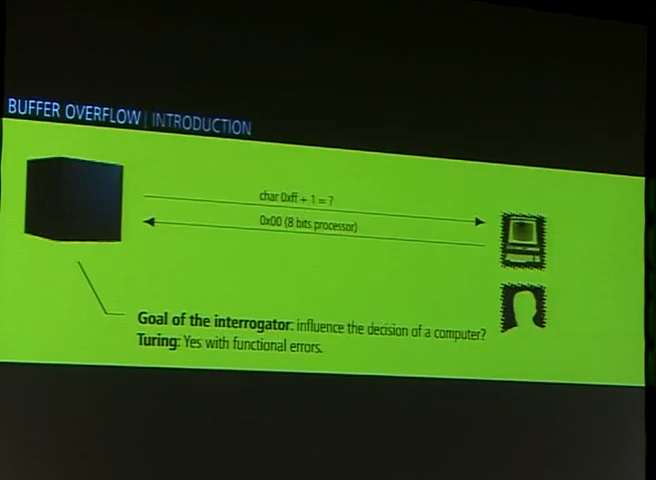 BUFFER OVERFLOW | INTRODUCTION
char 0xff + 1 = ?
0x00 (8 bits processor)
Goal of the interrogator: influence the decision of a computer?
Turing: Yes with functional errors.